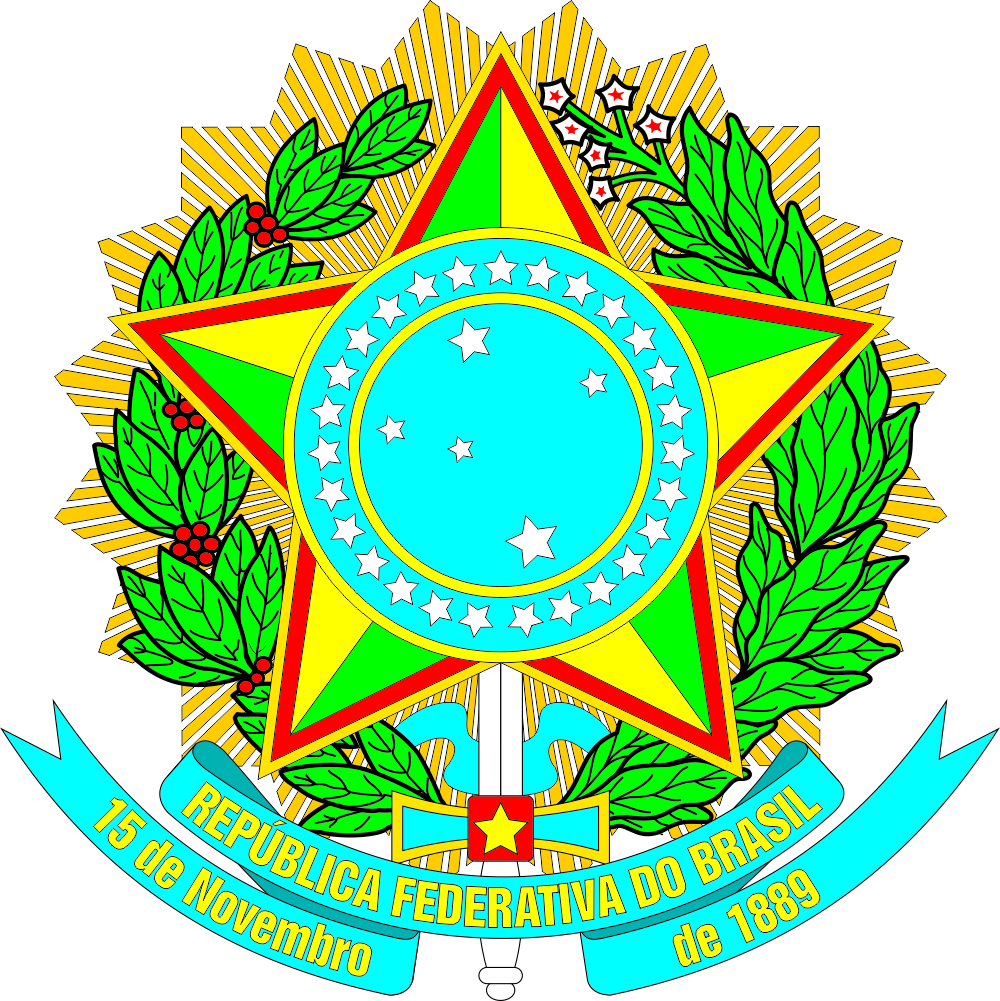 REPÚBLICA FEDERATIVA DO BRASIL
15 de Novembro de 1889